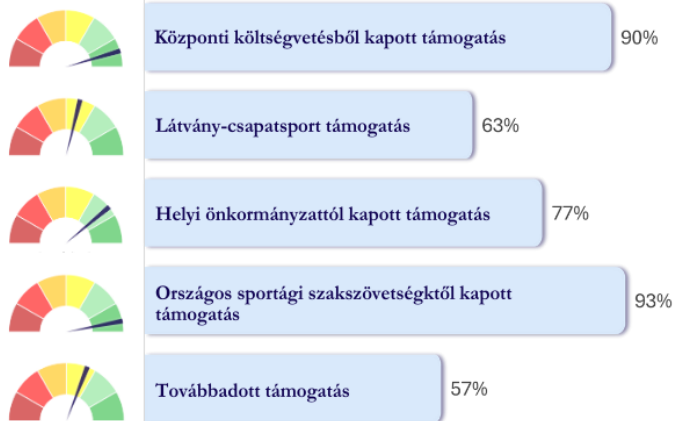 Központi költségvetésből kapott támogatás
90%
Látvány-csapatsport támogatás
63%
Helyi önkormányzattól kapott támogatás
77%
Országos sportági szakszövetségktől kapott
támogatás
93%
Továbbadott támogatás
57%